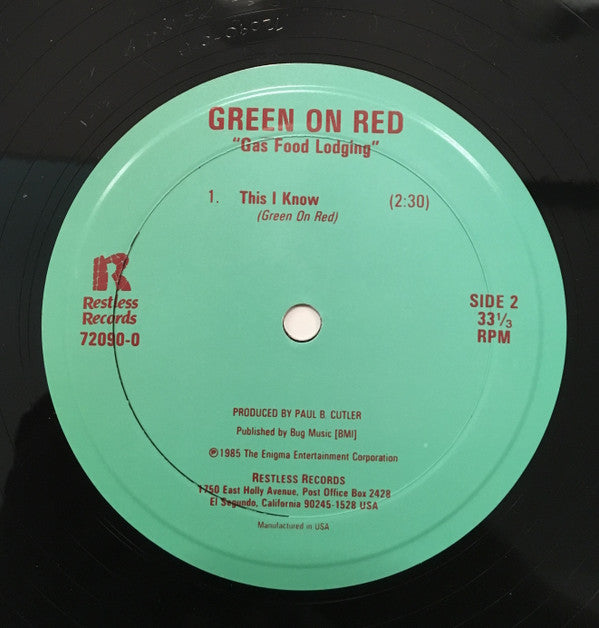 GREEN ON RED
"Gas Food Lodging"
1. This I Know (2:30)
(Green On Red)
R
Restless
Records
72090-0
SIDE 2
33⅓
RPM
PRODUCED BY PAUL B. CUTLER
Published by Bug Music [BMI]
℗1985 The Enigma Entertainment Corporation
RESTLESS RECORDS
1750 East Holly Avenue, Post Office Box 2428
El Segundo, California 90245-1528 USA
Manufactured in USA